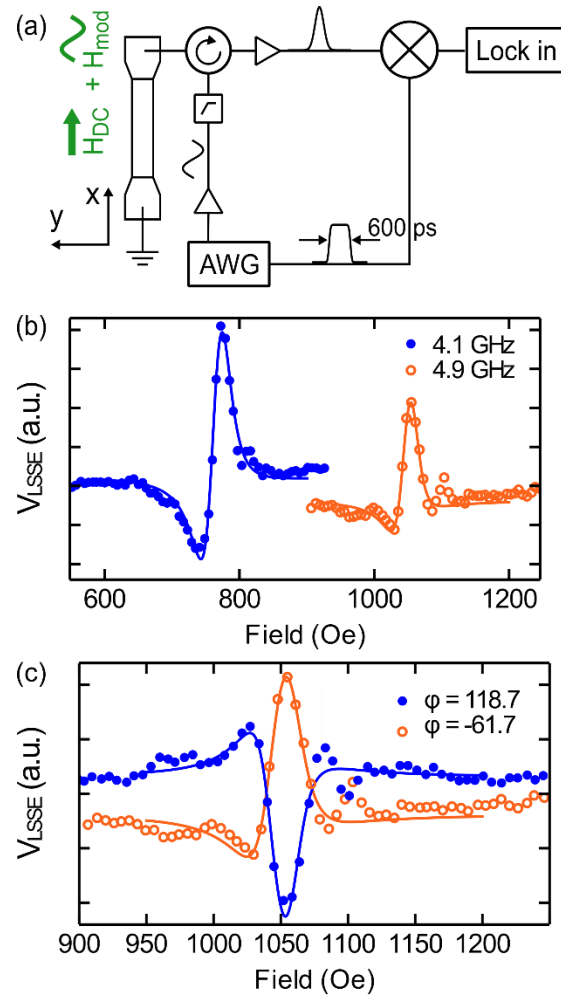 (a)
H_DC + H_mod
x
y
Lock in
600 ps
AWG
(b)
4.1 GHz
4.9 GHz
V_LSSE (a.u.)
600 800 1000 1200
Field (Oe)
(c)
φ = 118.7
φ = -61.7
V_LSSE (a.u.)
900 950 1000 1050 1100 1150 1200
Field (Oe)